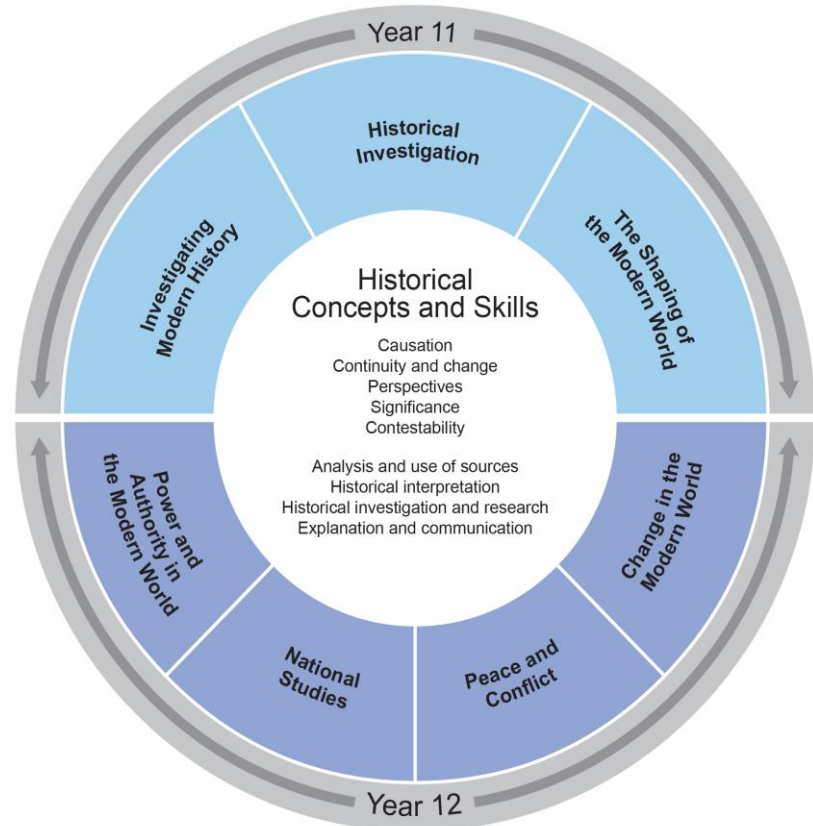 Year 11
Investigating
Modern History
Historical
Investigation
The Shaping of
the Modern World
Historical
Concepts and Skills
Causation
Continuity and change
Perspectives
Significance
Contestability
Analysis and use of sources
Historical interpretation
Historical investigation and research
Explanation and communication
Power and
Authority in
the Modern World
National
Studies
Peace and
Conflict
Change in the
Modern World
Year 12